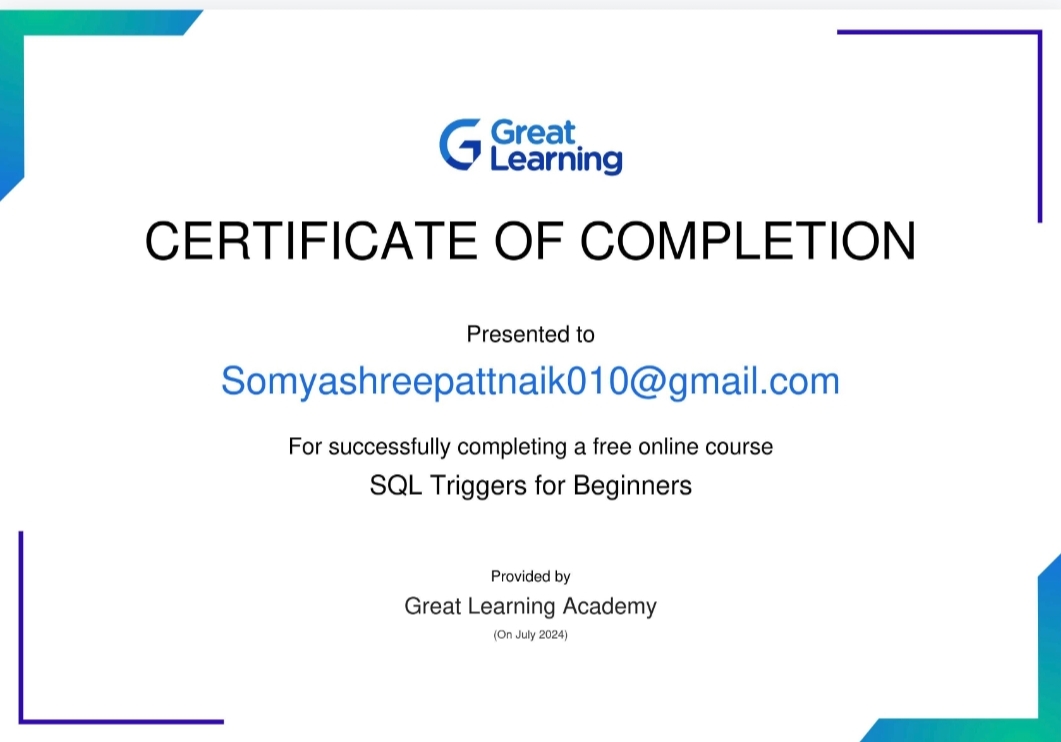 Great
Learning
CERTIFICATE OF COMPLETION
Presented to
Somyashreepattnaik010@gmail.com
For successfully completing a free online course
SQL Triggers for Beginners
Provided by
Great Learning Academy
(On July 2024)